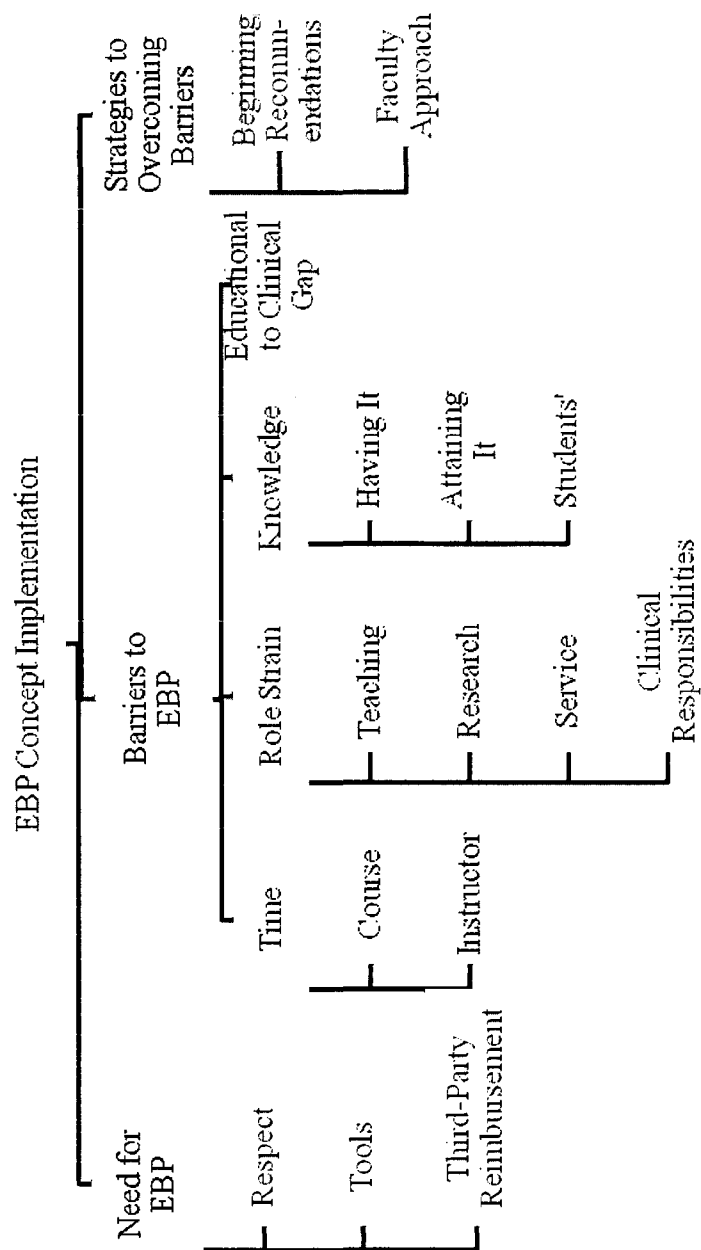 EBP Concept Implementation
Need for
EBP
Respect
Tools
Third-Party
Reimbursement
Barriers to
EBP
Time
Course
Instructor
Role Strain
Teaching
Research
Service
Clinical
Responsibilities
Knowledge
Having It
Attaining
It
Students'
Educational
to Clinical
Gap
Strategies to
Overcoming
Barriers
Beginning
Recomm-
endations
Faculty
Approach